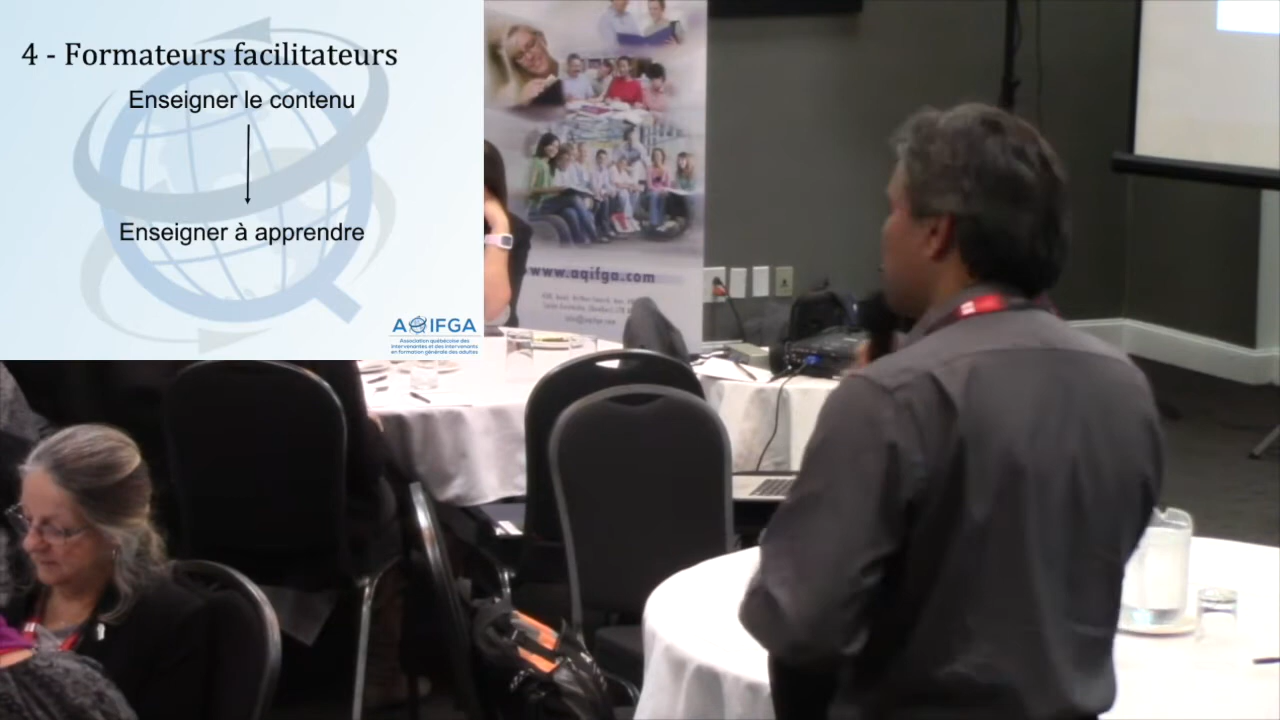 4 - Formateurs facilitateurs
Enseigner le contenu
Enseigner à apprendre
AQIFGA
Association québécoise des
intervenantes et des intervenants
en formation générale des adultes
www.aqifga.com